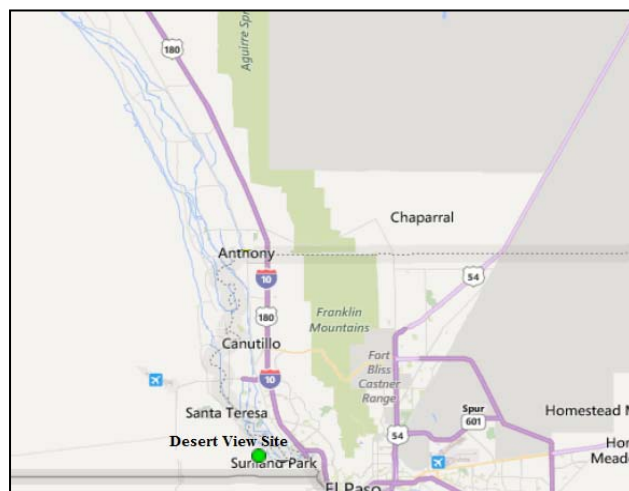 180
Aguirre Spr
Chaparral
Anthony
10
54
180
Franklin
Mountains
Canutillo
Fort
Bliss
Castner
Range
10
Santa Teresa
Spur
601
Homestead M
Desert View Site
54
Hor
Meado
Sunland Park
El Paso